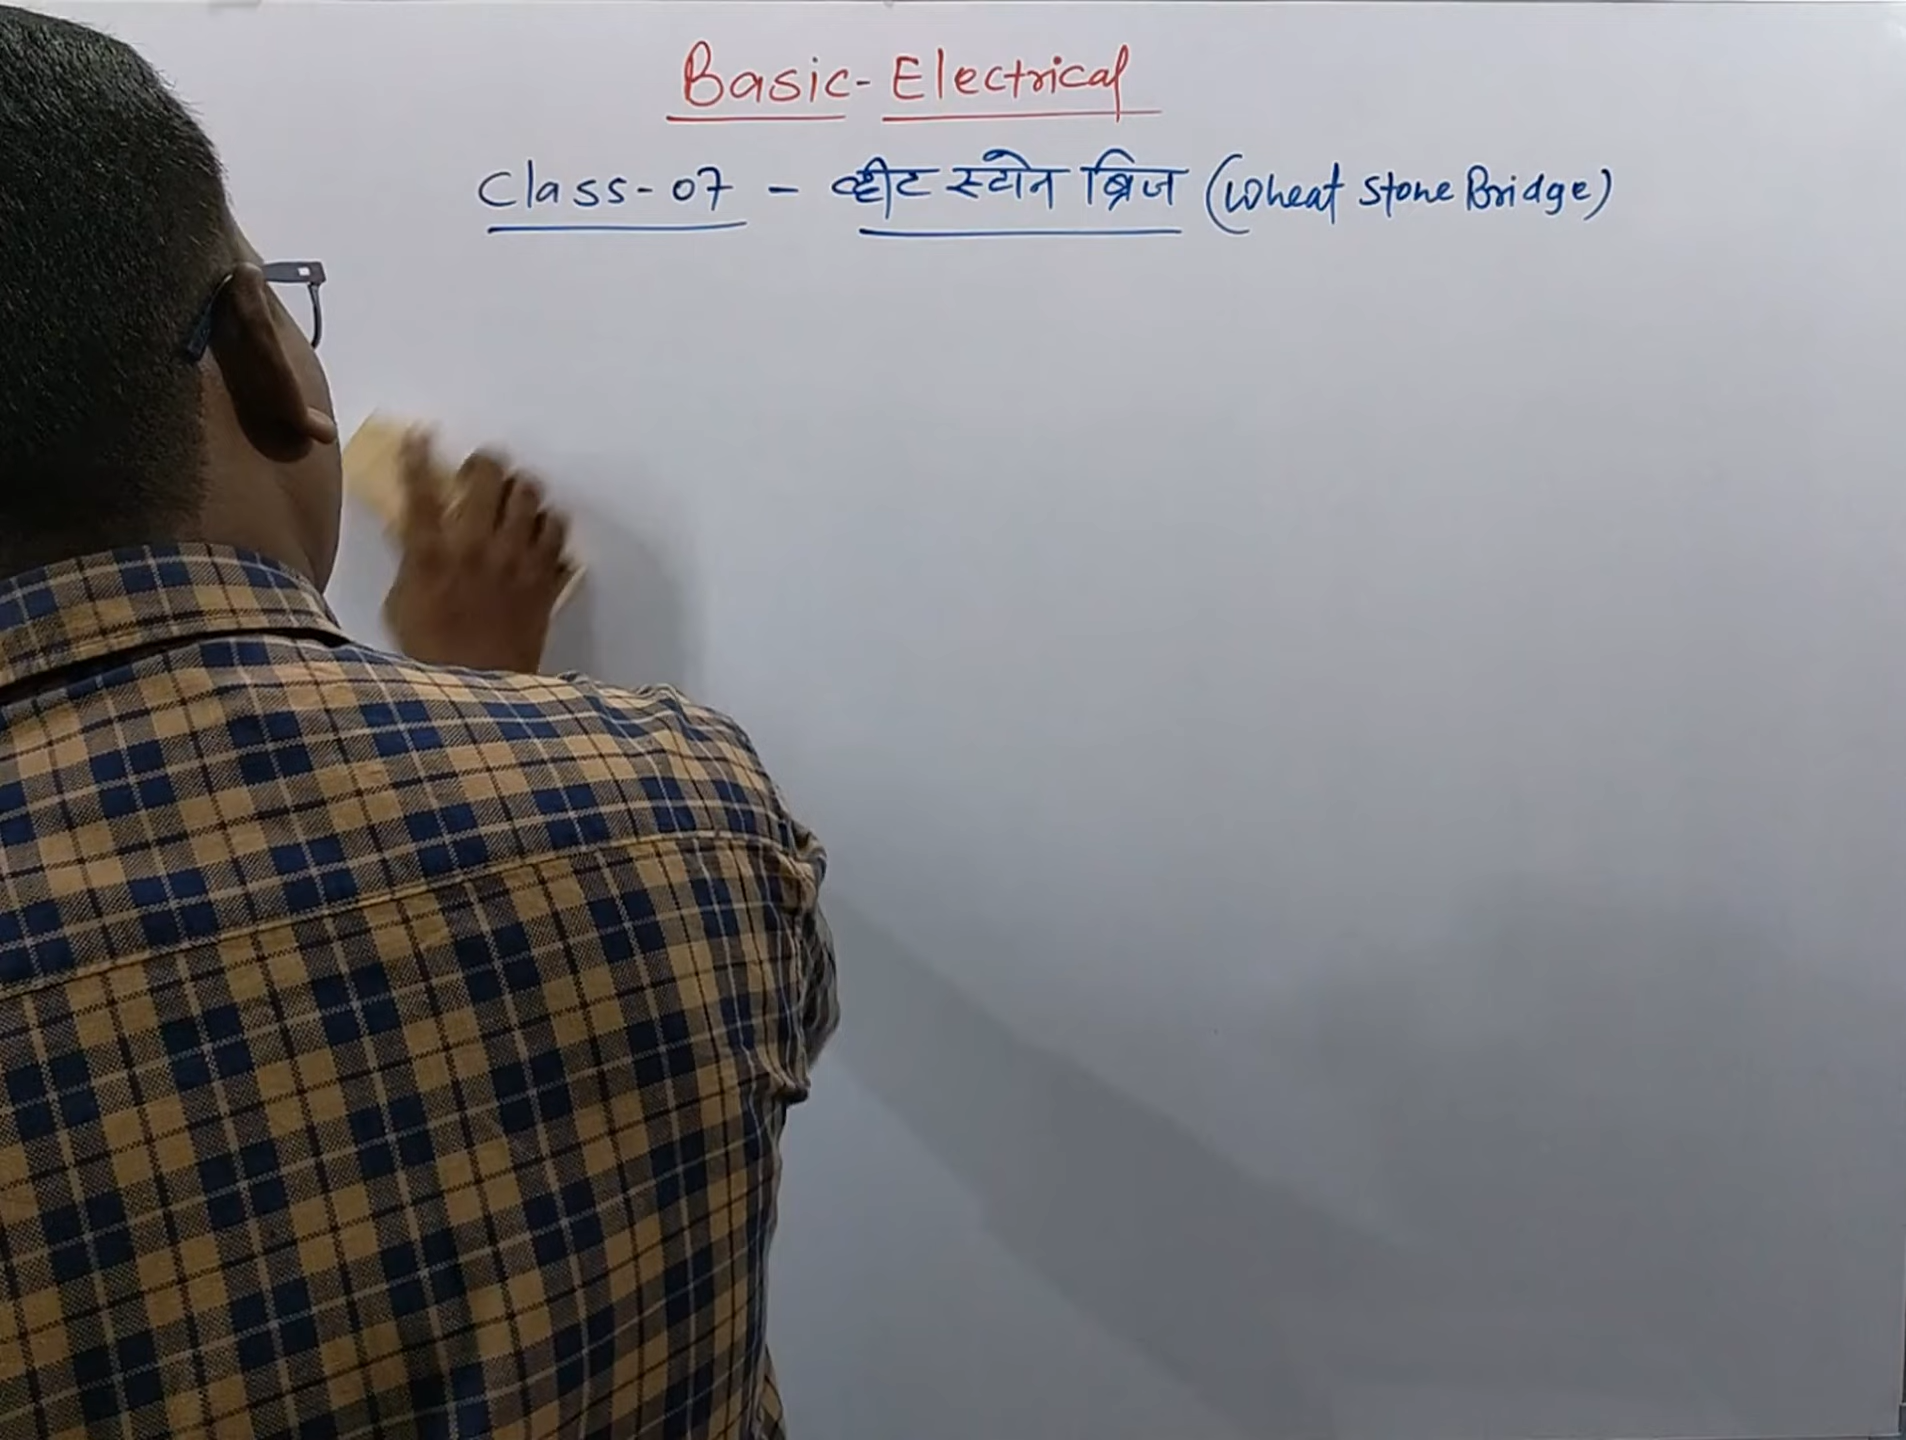 Basic-Electrical
Class-07 - व्हीट स्टोन ब्रिज (Wheat Stone Bridge)